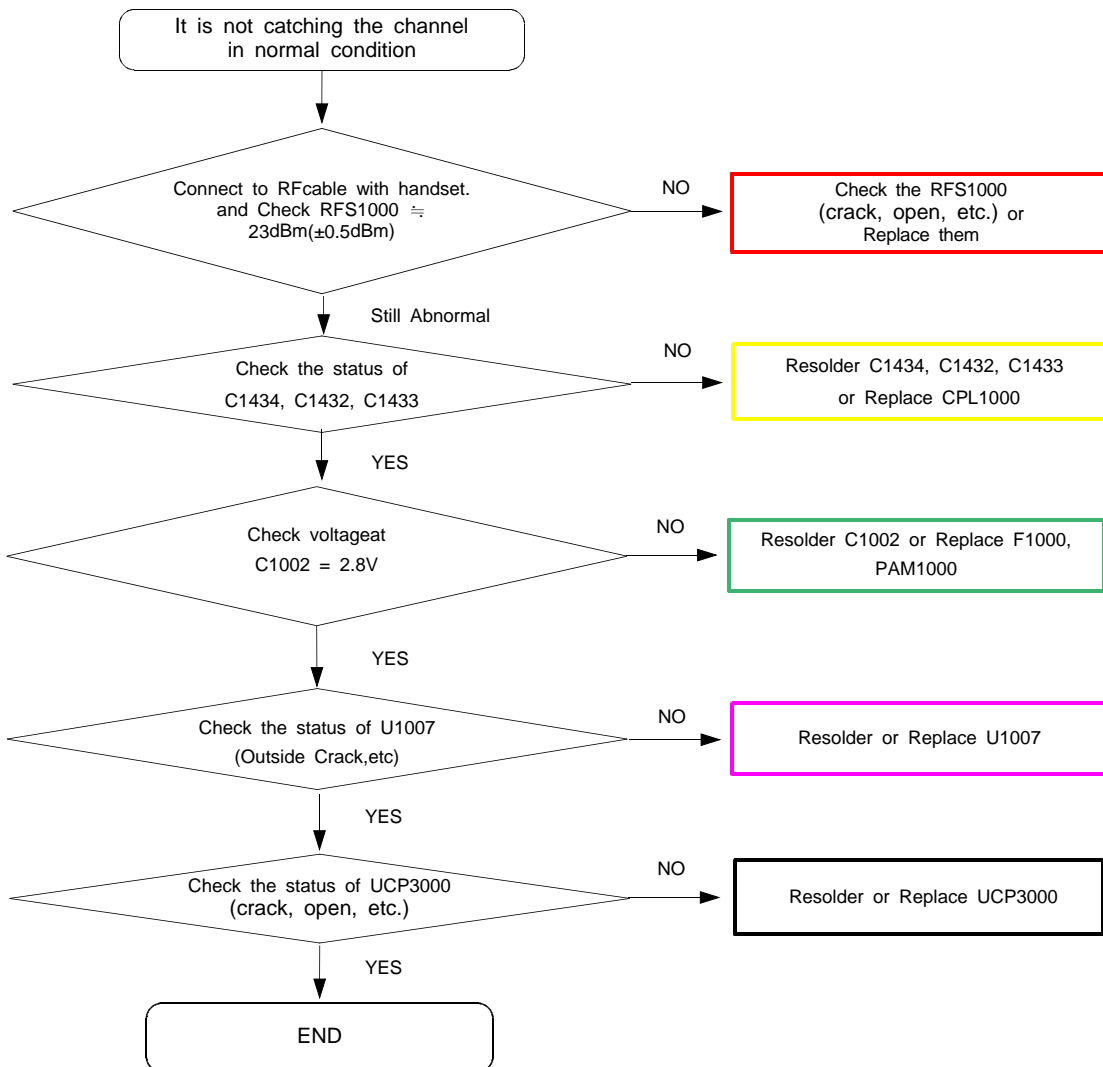 It is not catching the channel
in normal condition
Connect to RFcable with handset.
and Check RFS1000 ≒
23dBm(±0.5dBm)
NO
Check the RFS1000
(crack, open, etc.) or
Replace them
Still Abnormal
Check the status of
C1434, C1432, C1433
NO
Resolder C1434, C1432, C1433
or Replace CPL1000
YES
Check voltageat
C1002 = 2.8V
NO
Resolder C1002 or Replace F1000,
PAM1000
YES
Check the status of U1007
(Outside Crack,etc)
NO
Resolder or Replace U1007
YES
Check the status of UCP3000
(crack, open, etc.)
NO
Resolder or Replace UCP3000
YES
END